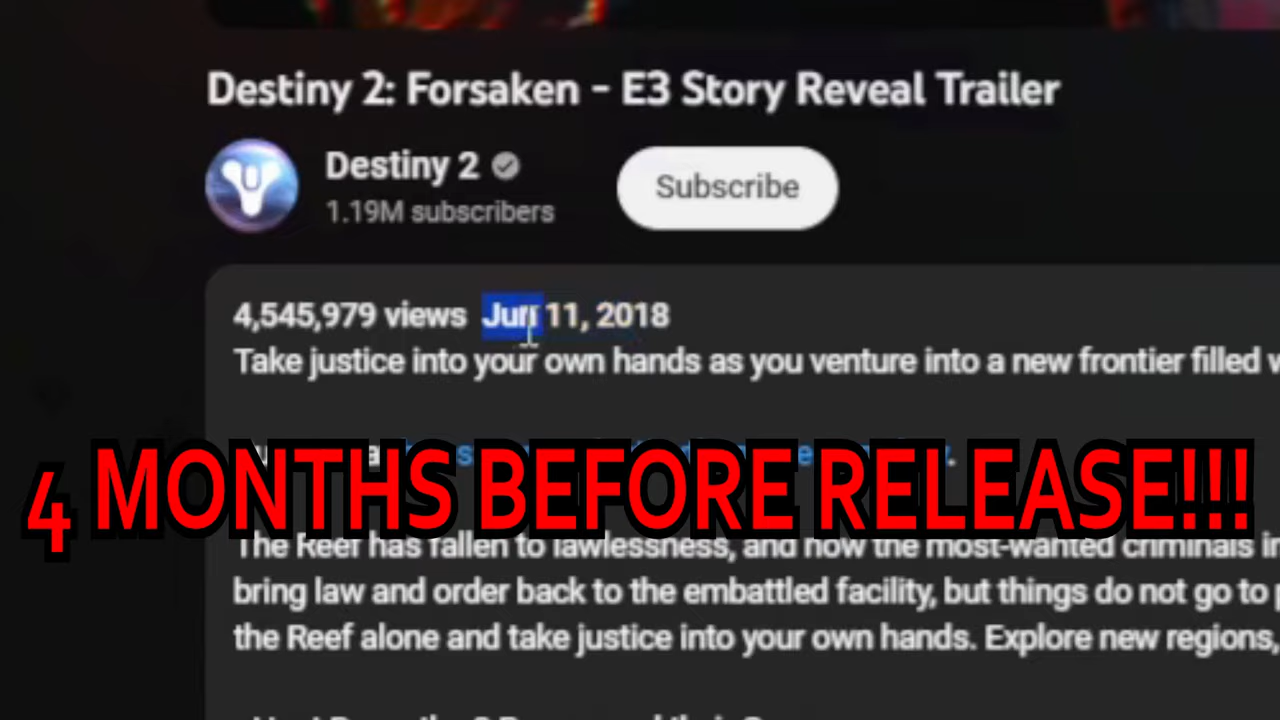 Destiny 2: Forsaken - E3 Story Reveal Trailer
Destiny 2
1.19M subscribers
Subscribe
4,545,979 views Jun 11, 2018
Take justice into your own hands as you venture into a new frontier filled
4 MONTHS BEFORE RELEASE!!!
The Reef has fallen to lawlessness, and now the most-wanted criminals in
bring law and order back to the embattled facility, but things do not go to
the Reef alone and take justice into your own hands. Explore new regions,